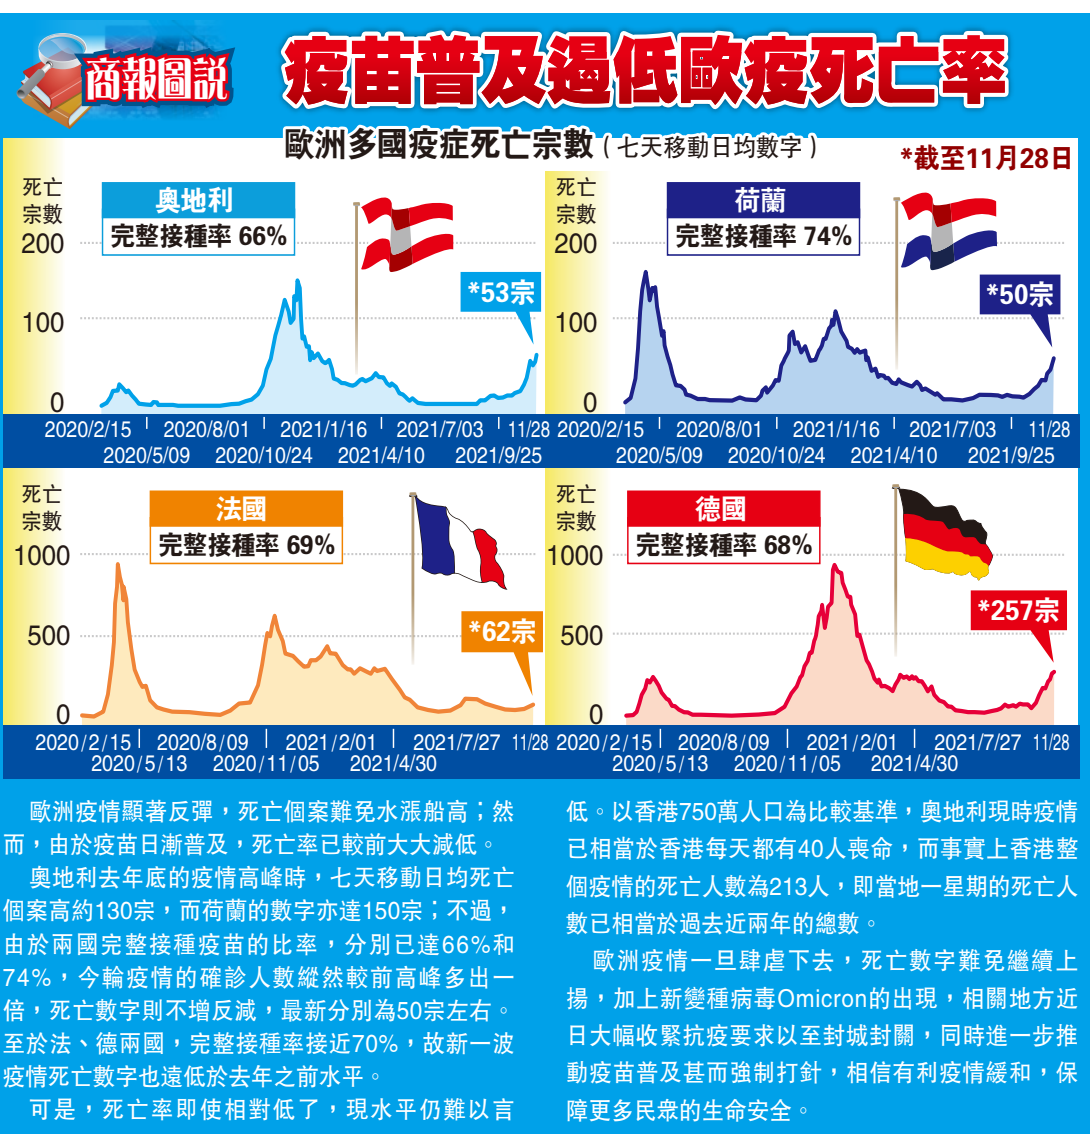 商報圖説
疫苗普及遏低歐疫死亡率
歐洲多國疫症死亡宗數（七天移動日均數字）
*截至11月28日
死亡
宗數
200
100
0
奧地利
完整接種率 66%
*53宗
2020/2/15 2020/8/01 2021/1/16 2021/7/03 11/28
2020/5/09 2020/10/24 2021/4/10 2021/9/25
死亡
宗數
200
100
0
荷蘭
完整接種率 74%
*50宗
2020/2/15 2020/8/01 2021/1/16 2021/7/03 11/28
2020/5/09 2020/10/24 2021/4/10 2021/9/25
死亡
宗數
1000
500
0
法國
完整接種率 69%
*62宗
2020/2/15 2020/8/09 2021/2/01 2021/7/27 11/28
2020/5/13 2020/11/05 2021/4/30
死亡
宗數
1000
500
0
德國
完整接種率 68%
*257宗
2020/2/15 2020/8/09 2021/2/01 2021/7/27 11/28
2020/5/13 2020/11/05 2021/4/30
歐洲疫情顯著反彈，死亡個案難免水漲船高；然
而，由於疫苗日漸普及，死亡率已較前大大減低。
奧地利去年底的疫情高峰時，七天移動日均死亡
個案高約130宗，而荷蘭的數字亦達150宗；不過，
由於兩國完整接種疫苗的比率，分別已達66%和
74%，今輪疫情的確診人數縱然較前高峰多出一
倍，死亡數字則不增反減，最新分別為50宗左右。
至於法、德兩國，完整接種率接近70%，故新一波
疫情死亡數字也遠低於去年之前水平。
可是，死亡率即使相對低了，現水平仍難以言
低。以香港750萬人口為比較基準，奧地利現時疫情
已相當於香港每天都有40人喪命，而事實上香港整
個疫情的死亡人數為213人，即當地一星期的死亡人
數已相當於過去近兩年的總數。
歐洲疫情一旦肆虐下去，死亡數字難免繼續上
揚，加上新變種病毒Omicron的出現，相關地方近
日大幅收緊抗疫要求以至封城封關，同時進一步推
動疫苗普及甚而強制打針，相信有利疫情緩和，保
障更多民眾的生命安全。